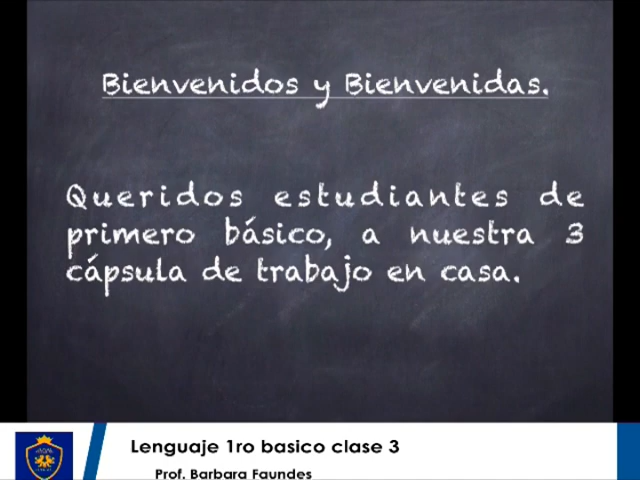 Bienvenidos y Bienvenidas.
Queridos estudiantes de
primero básico, a nuestra 3
cápsula de trabajo en casa.
Lenguaje 1ro basico clase 3
Prof. Barbara Faundes